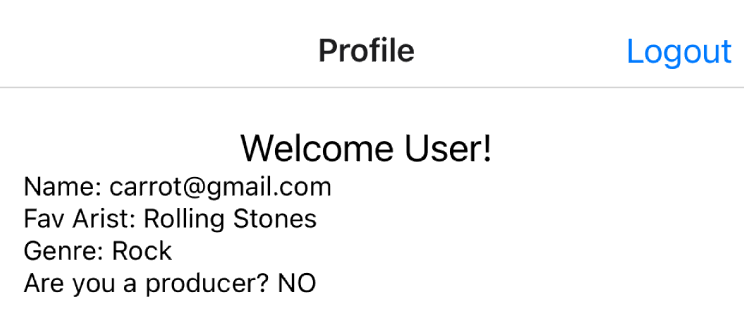 Profile
Logout
Welcome User!
Name: carrot@gmail.com
Fav Arist: Rolling Stones
Genre: Rock
Are you a producer? NO